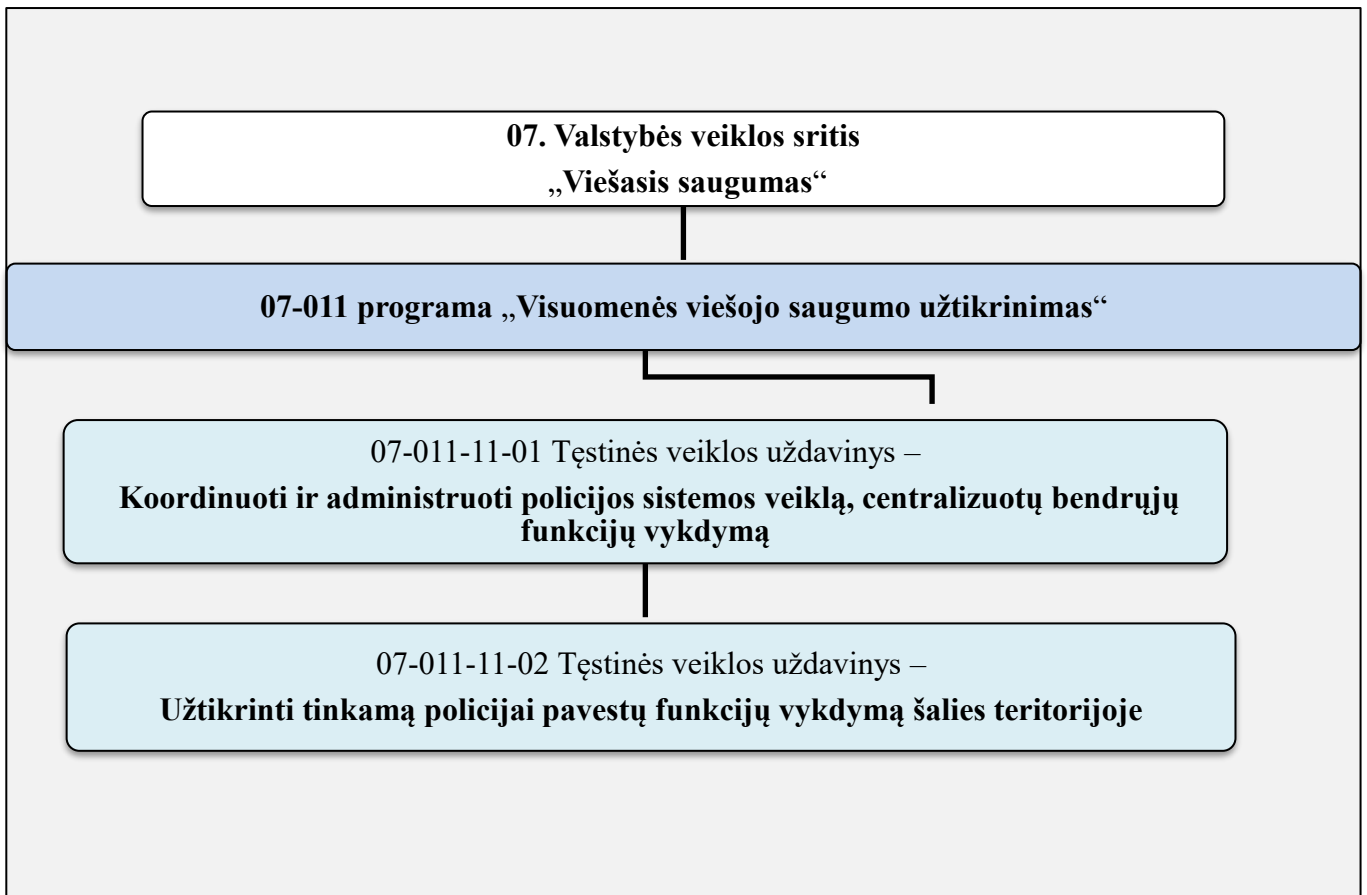 07. Valstybės veiklos sritis
„Viešasis saugumas“
07-011 programa „Visuomenės viešojo saugumo užtikrinimas“
07-011-11-01 Tęstinės veiklos uždavinys –
Koordinuoti ir administruoti policijos sistemos veiklą, centralizuotų bendrųjų
funkcijų vykdymą
07-011-11-02 Tęstinės veiklos uždavinys –
Užtikrinti tinkamą policijai pavestų funkcijų vykdymą šalies teritorijoje